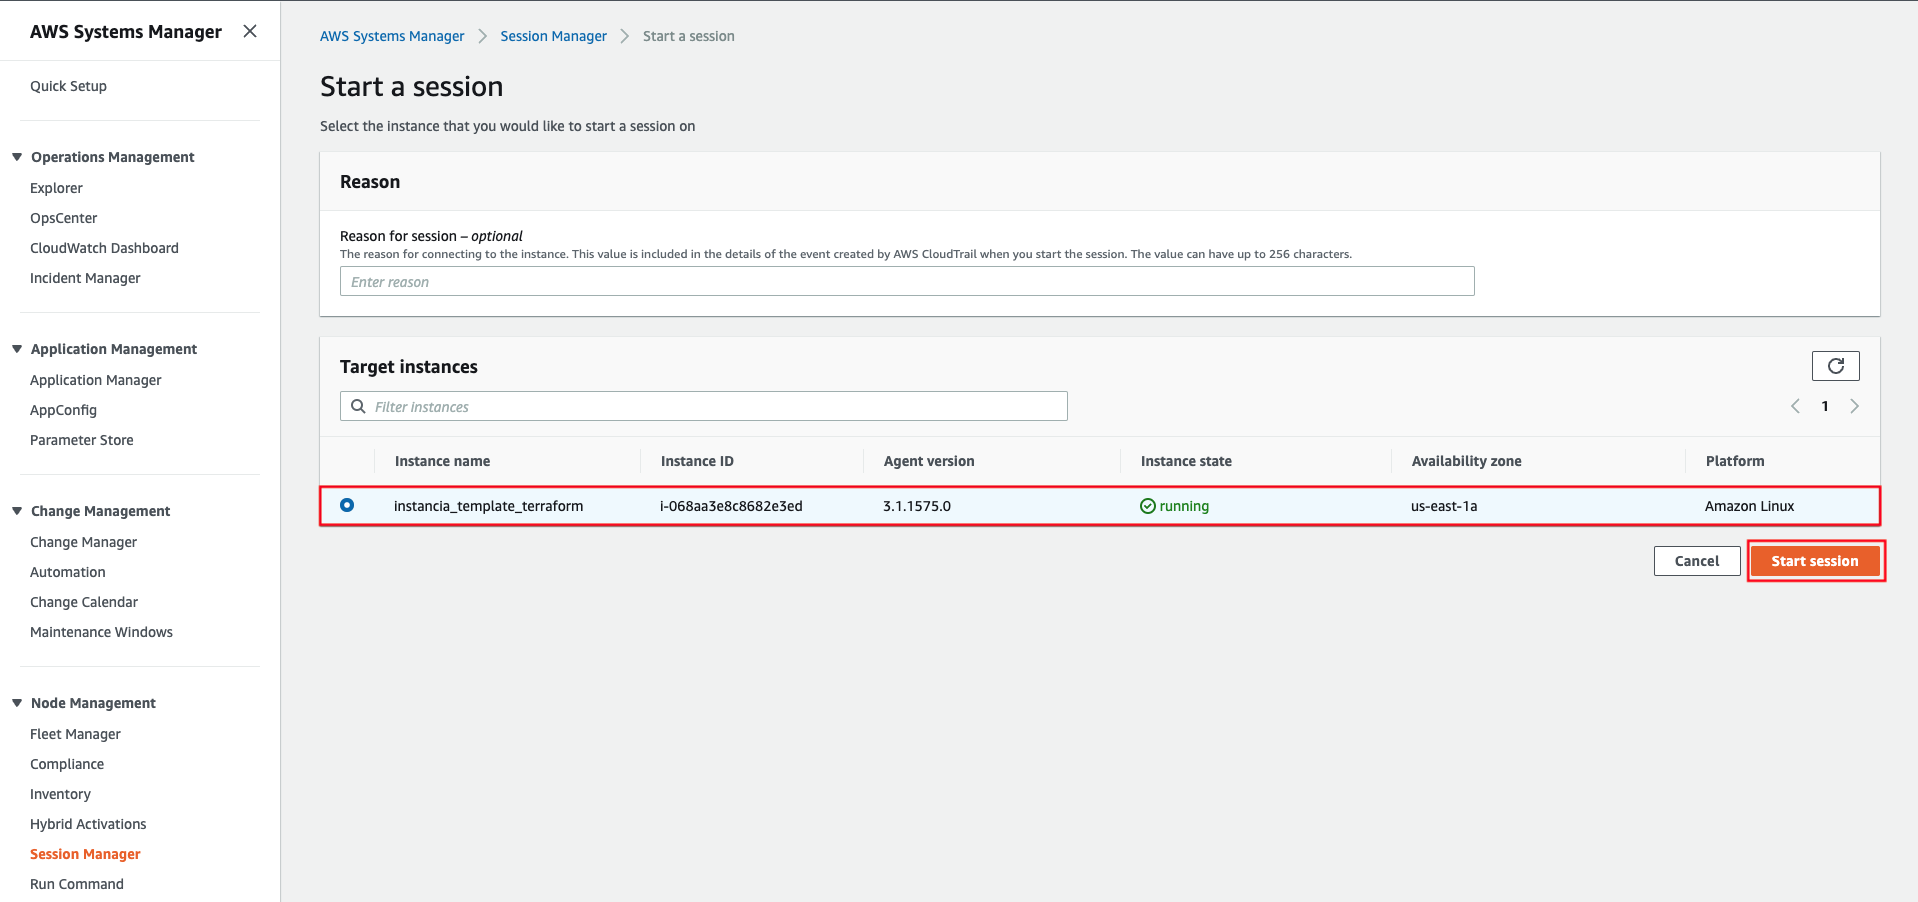 AWS Systems Manager
Quick Setup
Operations Management
Explorer
OpsCenter
CloudWatch Dashboard
Incident Manager
Application Management
Application Manager
AppConfig
Parameter Store
Change Management
Change Manager
Automation
Change Calendar
Maintenance Windows
Node Management
Fleet Manager
Compliance
Inventory
Hybrid Activations
Session Manager
Run Command
AWS Systems Manager Session Manager Start a session
Start a session
Select the instance that you would like to start a session on
Reason
Reason for session – optional
The reason for connecting to the instance. This value is included in the details of the event created by AWS CloudTrail when you start the session. The value can have up to 256 characters.
Enter reason
Target instances
Filter instances
1
Instance name Instance ID Agent version Instance state Availability zone Platform
instancia_template_terraform i-068aa3e8c8682e3ed 3.1.1575.0 running us-east-1a Amazon Linux
Cancel Start session